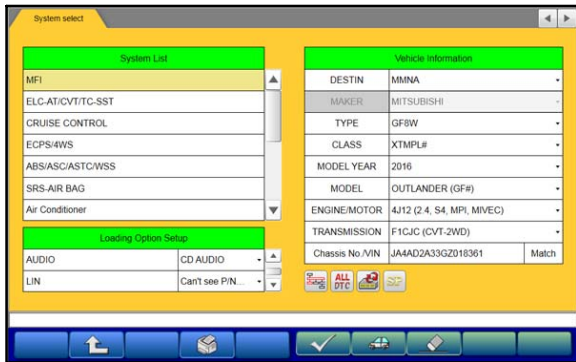 System select
System List
MFI
ELC-AT/CVT/TC-SST
CRUISE CONTROL
ECPS/4WS
ABS/ASC/ASTC/WSS
SRS-AIR BAG
Air Conditioner
Loading Option Setup
AUDIO CD AUDIO
LIN Can't see P/N...
Vehicle Information
DESTIN MMNA
MAKER MITSUBISHI
TYPE GF8W
CLASS XTMPL#
MODEL YEAR 2016
MODEL OUTLANDER (GF#)
ENGINE/MOTOR 4J12 (2.4, S4, MPI, MIVEC)
TRANSMISSION F1CJC (CVT-2WD)
Chassis No./VIN JA4AD2A33GZ018361 Match
ALL DTC
SP